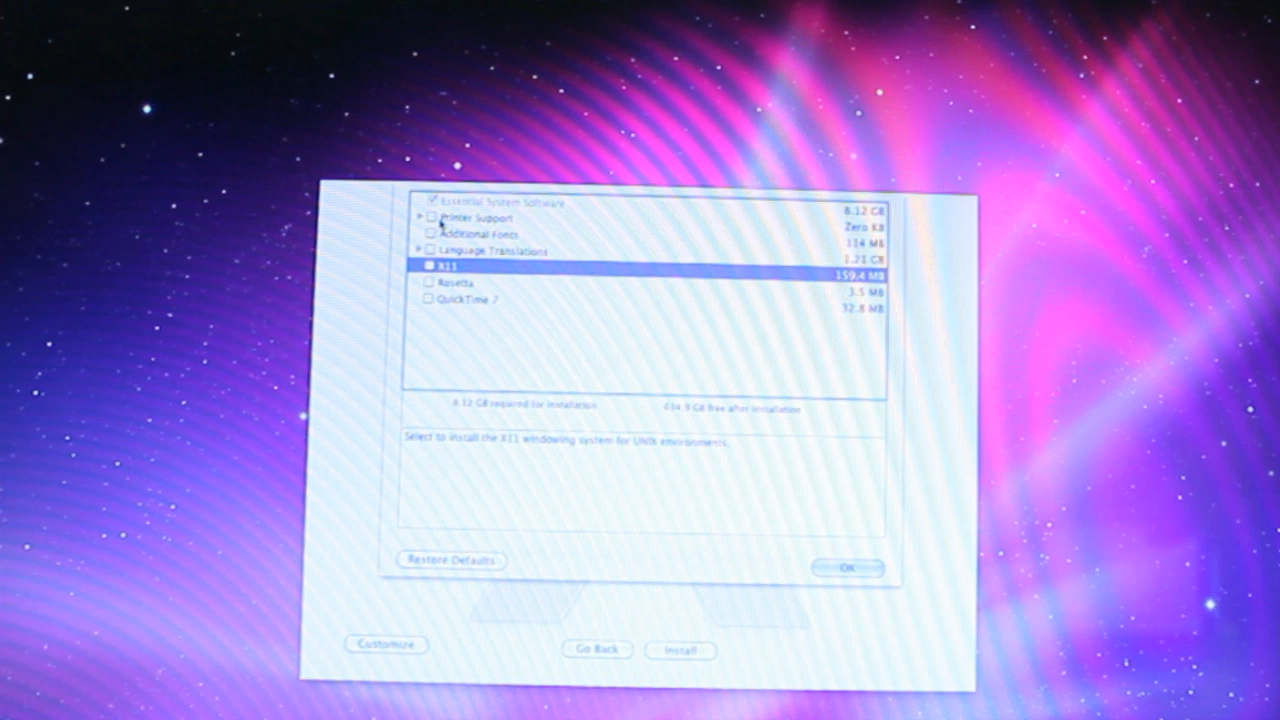 Essential System Software 8.12 GB
Printer Support Zero KB
Additional Fonts 114 MB
Language Translations 1.21 GB
X11 159.4 MB
Rosetta 3.5 MB
QuickTime 7 32.8 MB
8.12 GB required for installation 634.9 GB free after installation
Select to install the X11 windowing system for UNIX environments.
Restore Defaults OK
Customize Go Back Install